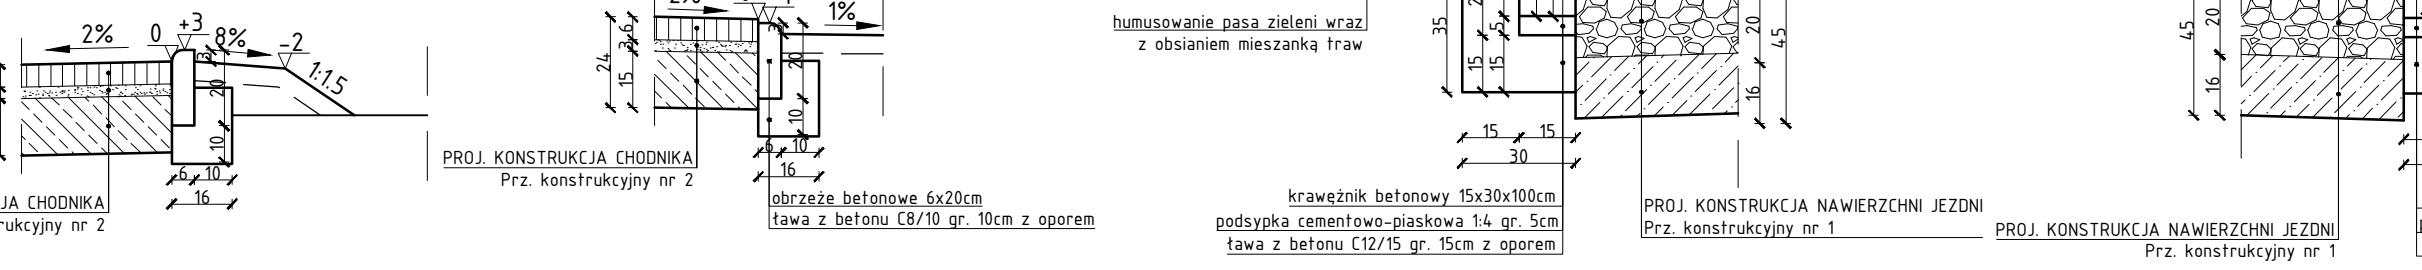 2%
0
+3
8%
-2
1:1.5
3
20
10
6
10
16
JA CHODNIKA
rukcyjny nr 2
1%
24
3
6
15
3
20
10
6
10
16
PROJ. KONSTRUKCJA CHODNIKA
Prz. konstrukcyjny nr 2
obrzeże betonowe 6x20cm
ława z betonu C8/10 gr. 10cm z oporem
humusowanie pasa zieleni wraz
z obsianiem mieszanką traw
35
15
5
15
20
16
45
15
15
30
krawężnik betonowy 15x30x100cm
podsypka cementowo-piaskowa 1:4 gr. 5cm
ława z betonu C12/15 gr. 15cm z oporem
PROJ. KONSTRUKCJA NAWIERZCHNI JEZDNI
Prz. konstrukcyjny nr 1
45
20
16
PROJ. KONSTRUKCJA NAWIERZCHNI JEZDNI
Prz. konstrukcyjny nr 1